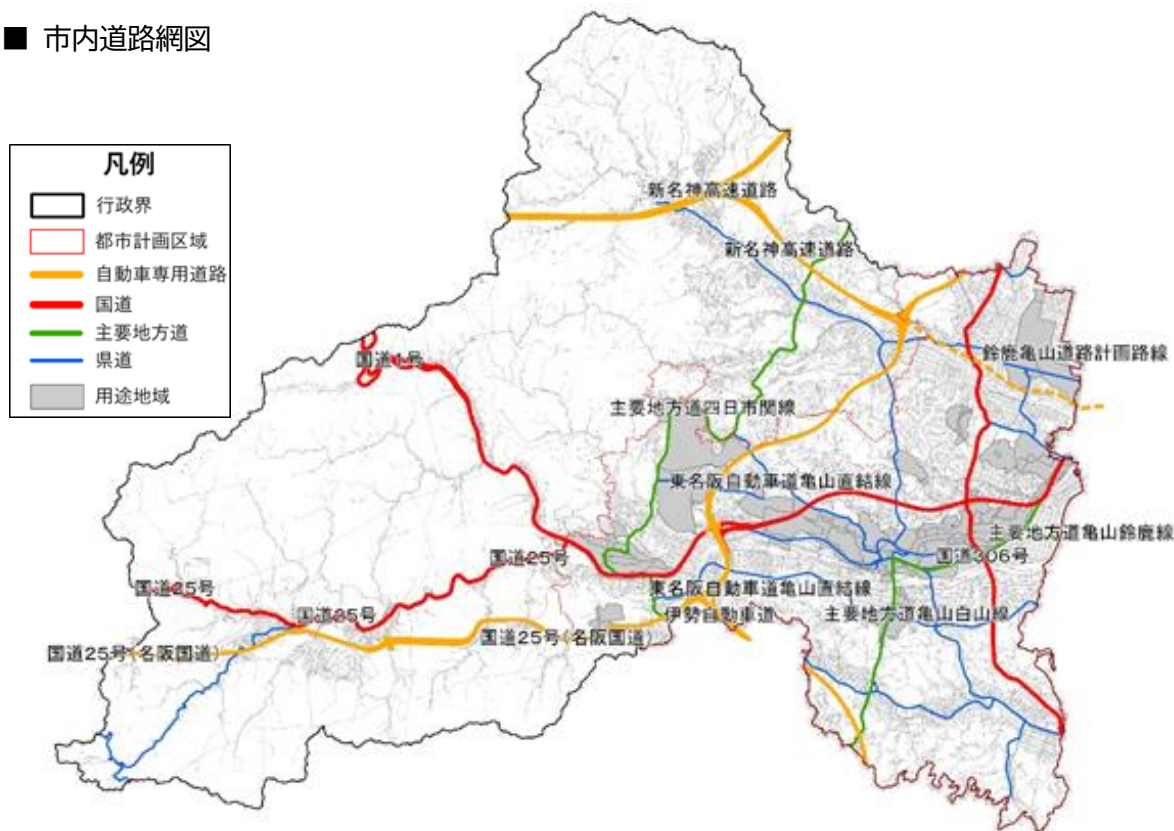 ■ 市内道路網図
凡例
行政界
都市計画区域
自動車専用道路
国道
主要地方道
県道
用途地域
新名神高速道路
新名神高速道路
国道1号
鈴鹿亀山道路計画路線
主要地方道四日市関線
東名阪自動車道亀山直結線
主要地方道亀山鈴鹿線
国道306号
国道25号
国道25号
東名阪自動車道亀山直結線
国道25号
伊勢自動車道
主要地方道亀山白山線
国道25号(名阪国道)
国道25号(名阪国道)